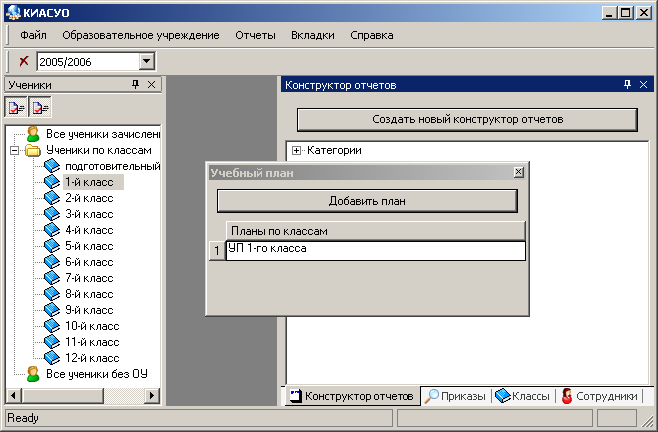 КИАСУО
Файл Образовательное учреждение Отчеты Вкладки Справка
2005/2006
Ученики
Все ученики зачислен
Ученики по классам
подготовительный
1-й класс
2-й класс
3-й класс
4-й класс
5-й класс
6-й класс
7-й класс
8-й класс
9-й класс
10-й класс
11-й класс
12-й класс
Все ученики без ОУ
Конструктор отчетов
Создать новый конструктор отчетов
Категории
Учебный план
Добавить план
Планы по классам
1 УП 1-го класса
Конструктор отчетов Приказы Классы Сотрудники
Ready